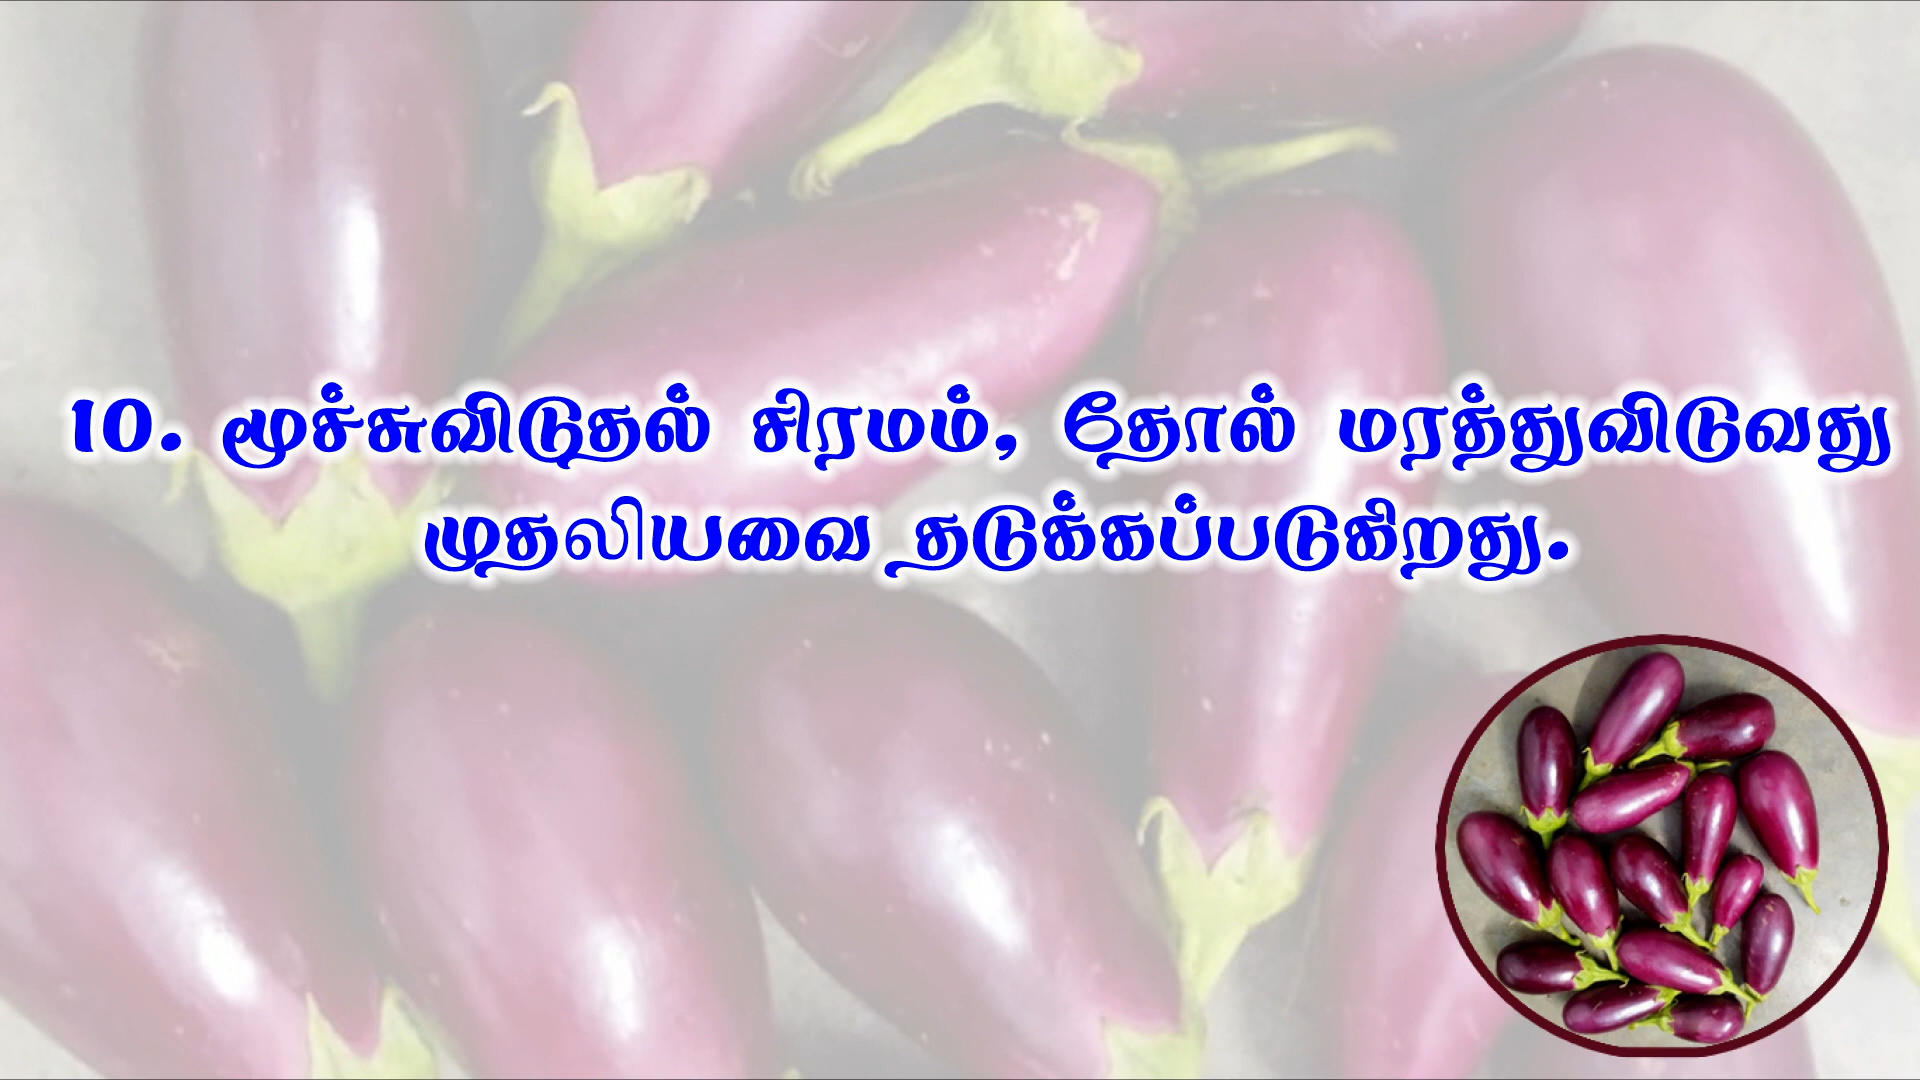 10. மூச்சுவிடுதல் சிரமம், தோல் மரத்துவிடுவது
முதலியவை தடுக்கப்படுகிறது.